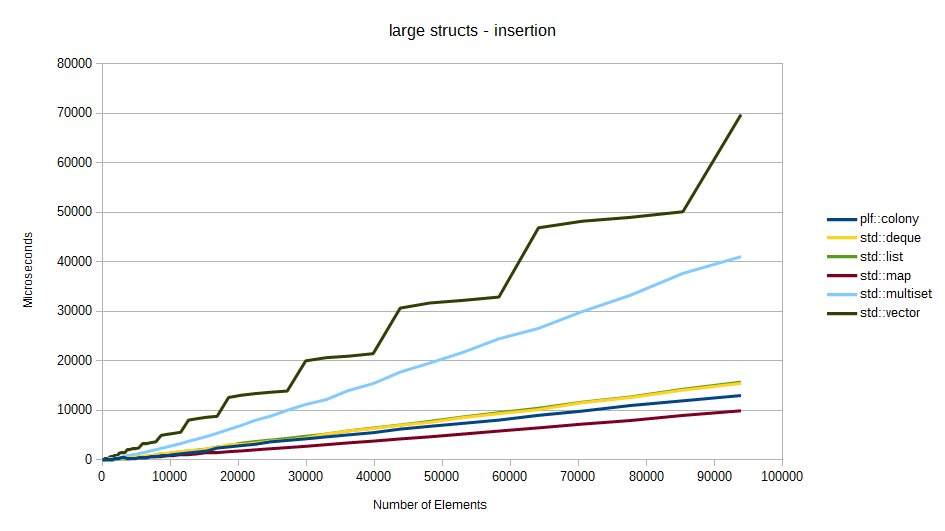 large structs - insertion
80000
70000
60000
50000
40000
30000
20000
10000
0
Microseconds
0 10000 20000 30000 40000 50000 60000 70000 80000 90000 100000
Number of Elements
plf::colony
std::deque
std::list
std::map
std::multiset
std::vector